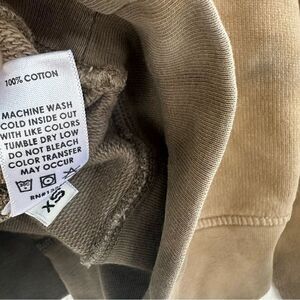 100% COTTON
MACHINE WASH
COLD INSIDE OUT
WITH LIKE COLORS
TUMBLE DRY LOW
DO NOT BLEACH
COLOR TRANSFER
MAY OCCUR
XS